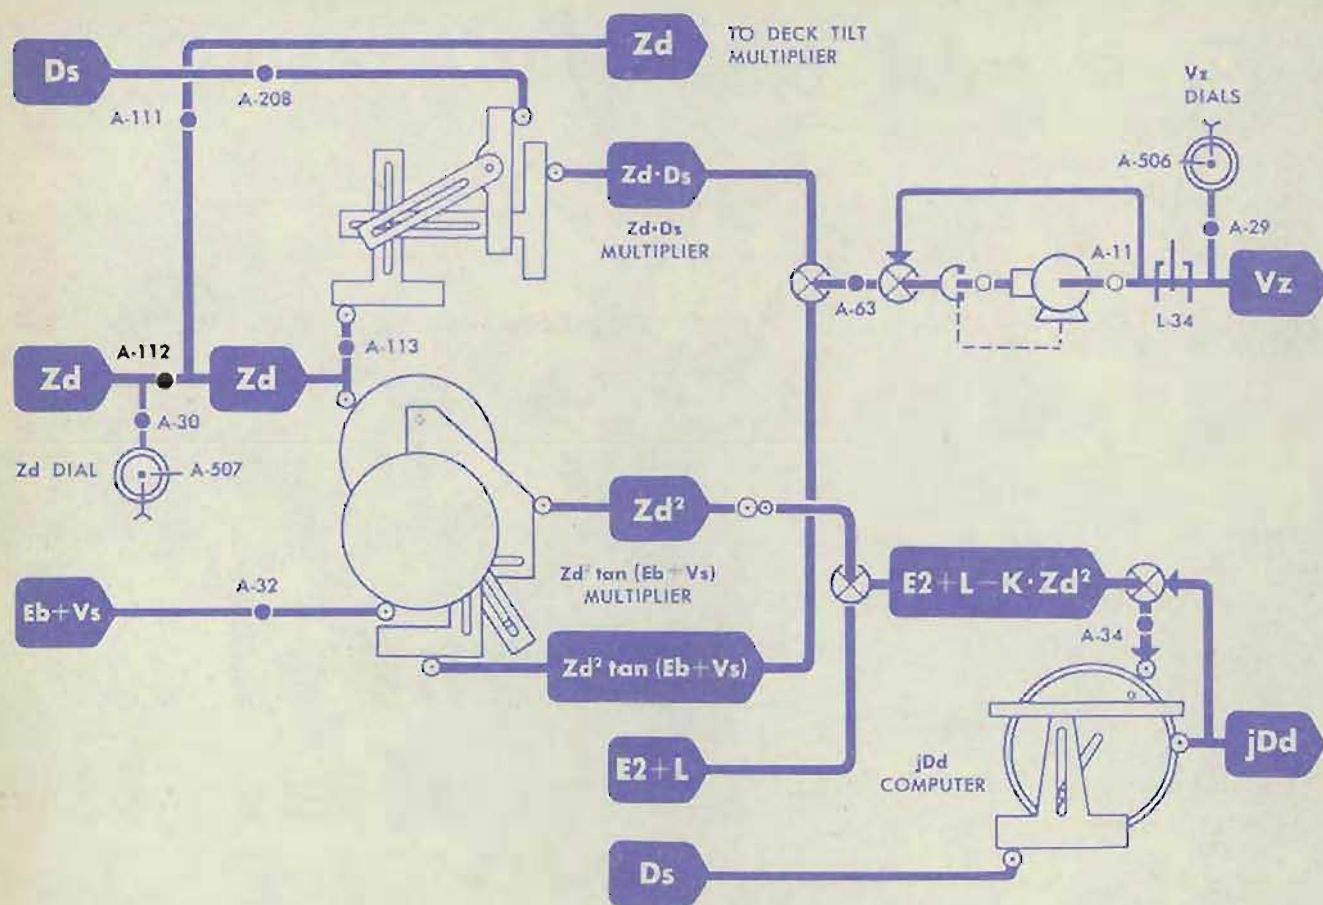 Zd
TO DECK TILT
MULTIPLIER
Ds
A-208
A-111
Vz
DIALS
A-506
Zd·Ds
Zd·Ds
MULTIPLIER
A-29
A-11
Vz
A-63
L-34
A-113
A-112
Zd
Zd
A-30
Zd DIAL
A-507
Zd²
Zd² tan (Eb+Vs)
MULTIPLIER
E2+L−K·Zd²
A-32
Eb+Vs
A-34
Zd² tan (Eb+Vs)
E2+L
jDd
jDd
COMPUTER
Ds